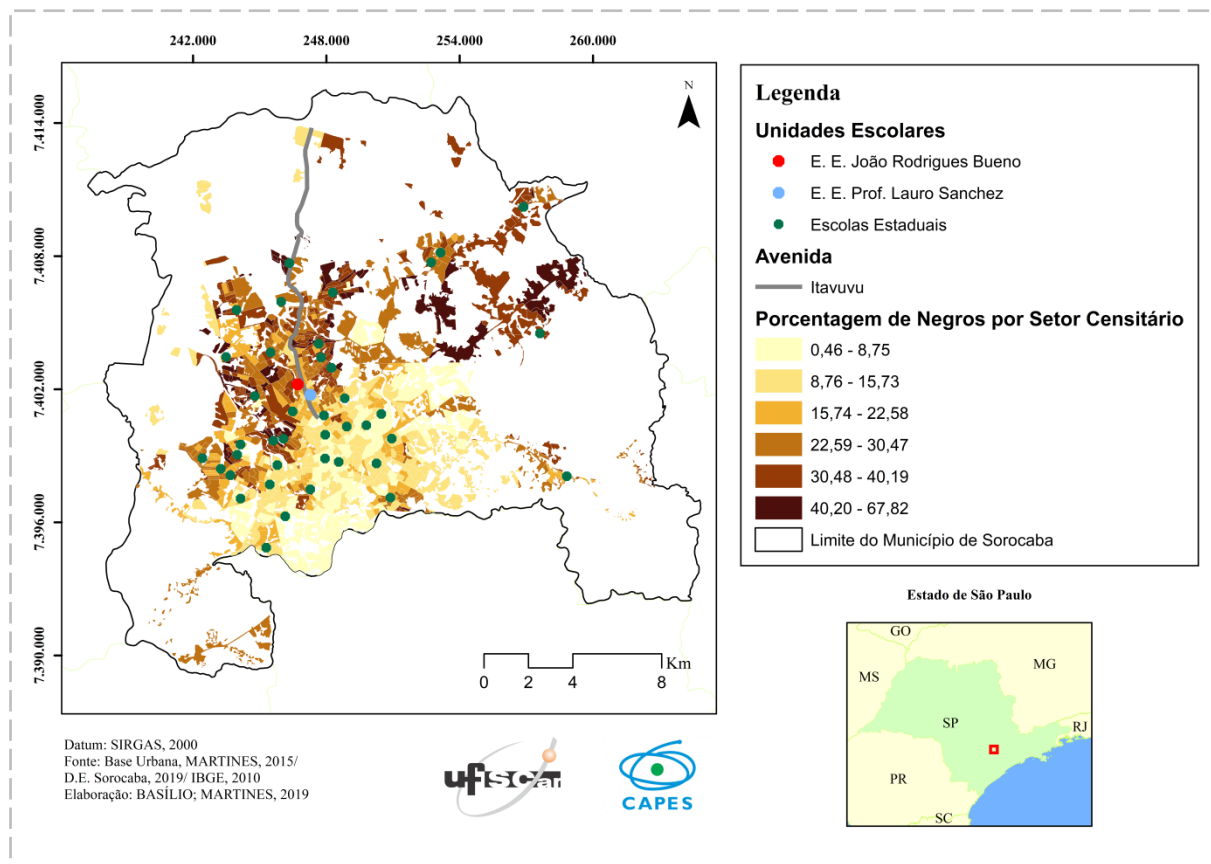 242.000
248.000
254.000
260.000
7.414.000
7.408.000
7.402.000
7.396.000
7.390.000
N
Km
0 2 4 8
Legenda
Unidades Escolares
E. E. João Rodrigues Bueno
E. E. Prof. Lauro Sanchez
Escolas Estaduais
Avenida
Itavuvu
Porcentagem de Negros por Setor Censitário
0,46 - 8,75
8,76 - 15,73
15,74 - 22,58
22,59 - 30,47
30,48 - 40,19
40,20 - 67,82
Limite do Município de Sorocaba
Estado de São Paulo
GO
MS
MG
SP
RJ
PR
SC
Datum: SIRGAS, 2000
Fonte: Base Urbana, MARTINES, 2015/
D.E. Sorocaba, 2019/ IBGE, 2010
Elaboração: BASÍLIO; MARTINES, 2019
ufscar
CAPES